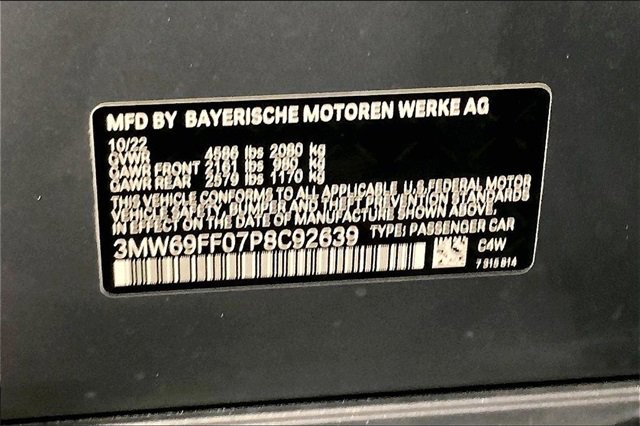 MFD BY BAYERISCHE MOTOREN WERKE AG
10/22
GVWR 4586 lbs 2080 kg
GAWR FRONT 2161 lbs 980 kg
GAWR REAR 2579 lbs 1170 kg
THIS VEHICLE CONFORMS TO ALL APPLICABLE U.S. FEDERAL MOTOR
VEHICLE SAFETY, BUMPER AND THEFT PREVENTION STANDARDS
IN EFFECT ON THE DATE OF MANUFACTURE SHOWN ABOVE.
3MW69FF07P8C92639 TYPE: PASSENGER CAR
C4W
7 915 814